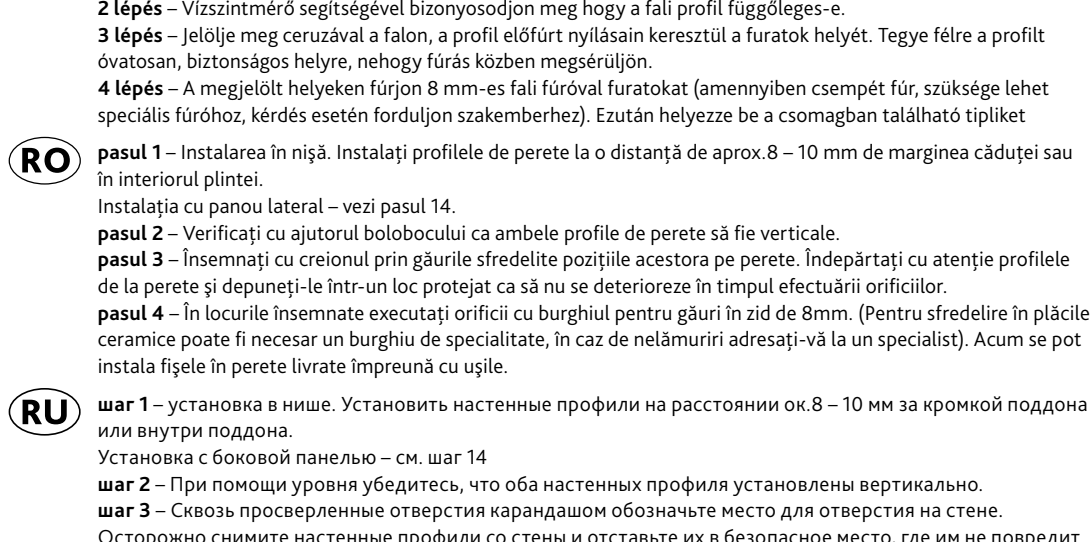 2 lépés – Vízszintmérő segítségével bizonyosodjon meg hogy a fali profil függőleges-e.
3 lépés – Jelölje meg ceruzával a falon, a profil előfúrt nyílásain keresztül a furatok helyét. Tegye félre a profilt
óvatosan, biztonságos helyre, nehogy fúrás közben megsérüljön.
4 lépés – A megjelölt helyeken fúrjon 8 mm-es fali fúróval furatokat (amennyiben csempét fúr, szüksége lehet
speciális fúróhoz, kérdés esetén forduljon szakemberhez). Ezután helyezze be a csomagban található tipliket
RO
pasul 1 – Instalarea în nişă. Instalaţi profilele de perete la o distanţă de aprox.8 – 10 mm de marginea căduţei sau
în interiorul plintei.
Instalaţia cu panou lateral – vezi pasul 14.
pasul 2 – Verificaţi cu ajutorul bolobocului ca ambele profile de perete să fie verticale.
pasul 3 – Însemnaţi cu creionul prin găurile sfredelite poziţiile acestora pe perete. Îndepărtaţi cu atenţie profilele
de la perete şi depuneţi-le într-un loc protejat ca să nu se deterioreze în timpul efectuării orificiilor.
pasul 4 – În locurile însemnate executaţi orificii cu burghiul pentru găuri în zid de 8mm. (Pentru sfredelire în plăcile
ceramice poate fi necesar un burghiu de specialitate, în caz de nelămuriri adresaţi-vă la un specialist). Acum se pot
instala fişele în perete livrate împreună cu uşile.
RU
шаг 1 – установка в нише. Установить настенные профили на расстоянии ок.8 – 10 мм за кромкой поддона
или внутри поддона.
Установка с боковой панелью – см. шаг 14
шаг 2 – При помощи уровня убедитесь, что оба настенных профиля установлены вертикально.
шаг 3 – Сквозь просверленные отверстия карандашом обозначьте место для отверстия на стене.
Осторожно снимите настенные профили со стены и отставьте их в безопасное место, где им не повредит